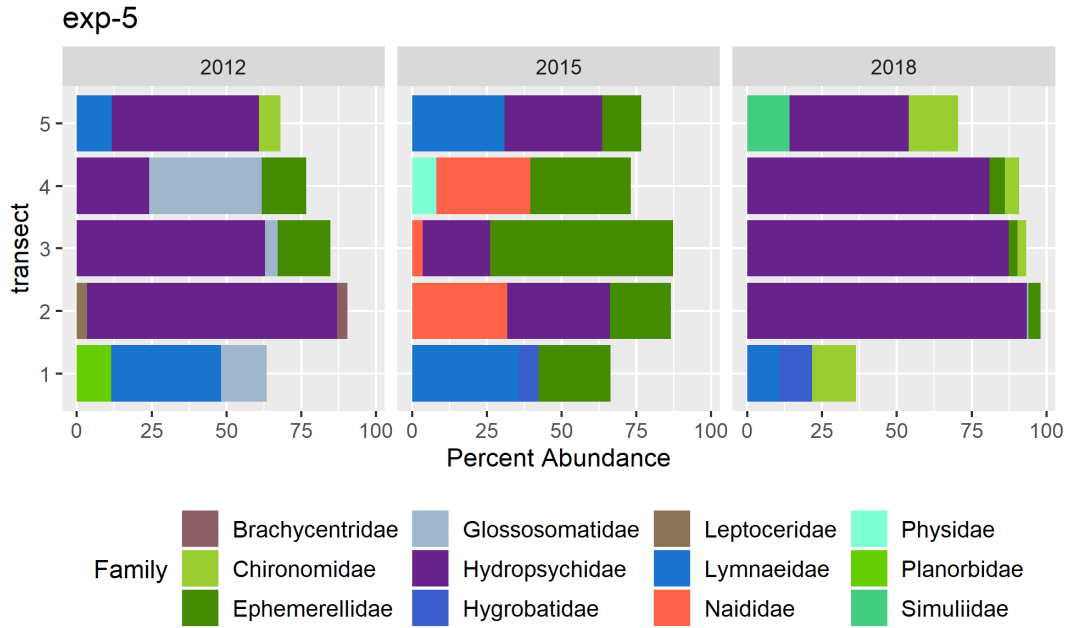 exp-5
2012 2015 2018
5
4
3
2
1
transect
0 25 50 75 100 0 25 50 75 100 0 25 50 75 100
Percent Abundance
Family
Brachycentridae Glossosomatidae Leptoceridae Physidae
Chironomidae Hydropsychidae Lymnaeidae Planorbidae
Ephemerellidae Hygrobatidae Naididae Simuliidae